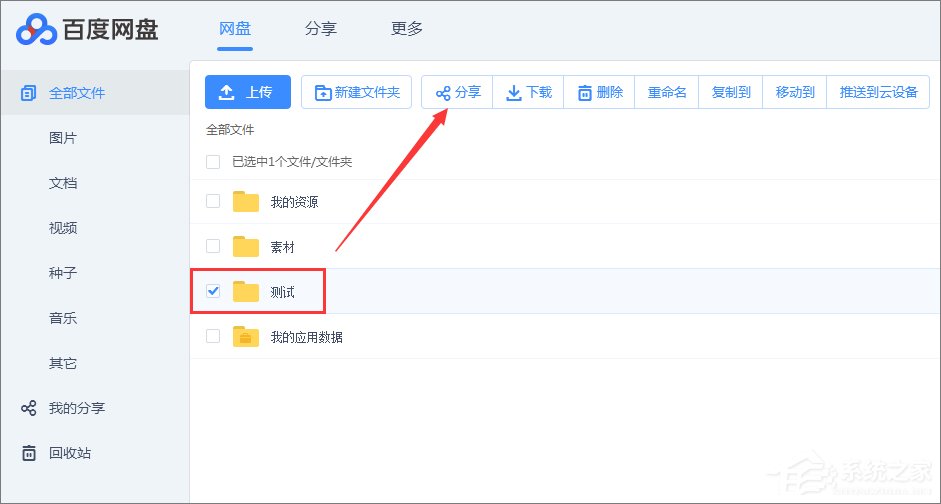 百度网盘
网盘 分享 更多
全部文件
图片
文档
视频
种子
音乐
其它
我的分享
回收站
上传 新建文件夹 分享 下载 删除 重命名 复制到 移动到 推送到云设备
全部文件
已选中1个文件/文件夹
我的资源
素材
测试
我的应用数据
系统之家